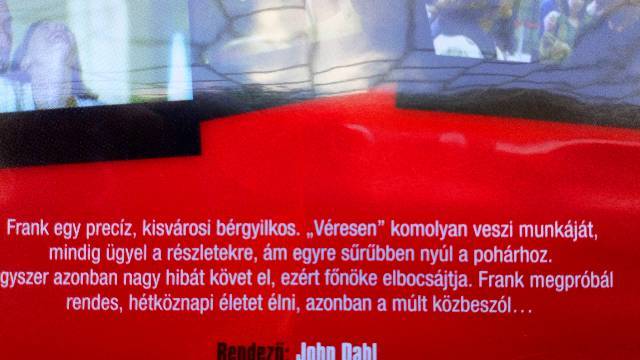 Frank egy precíz, kisvárosi bérgyilkos. „Véresen” komolyan veszi munkáját,
mindig ügyel a részletekre, ám egyre sűrűbben nyúl a pohárhoz.
gyszer azonban nagy hibát követ el, ezért főnöke elbocsájtja. Frank megpróbál
rendes, hétköznapi életet élni, azonban a múlt közbeszól...
Rendező: John Dahl